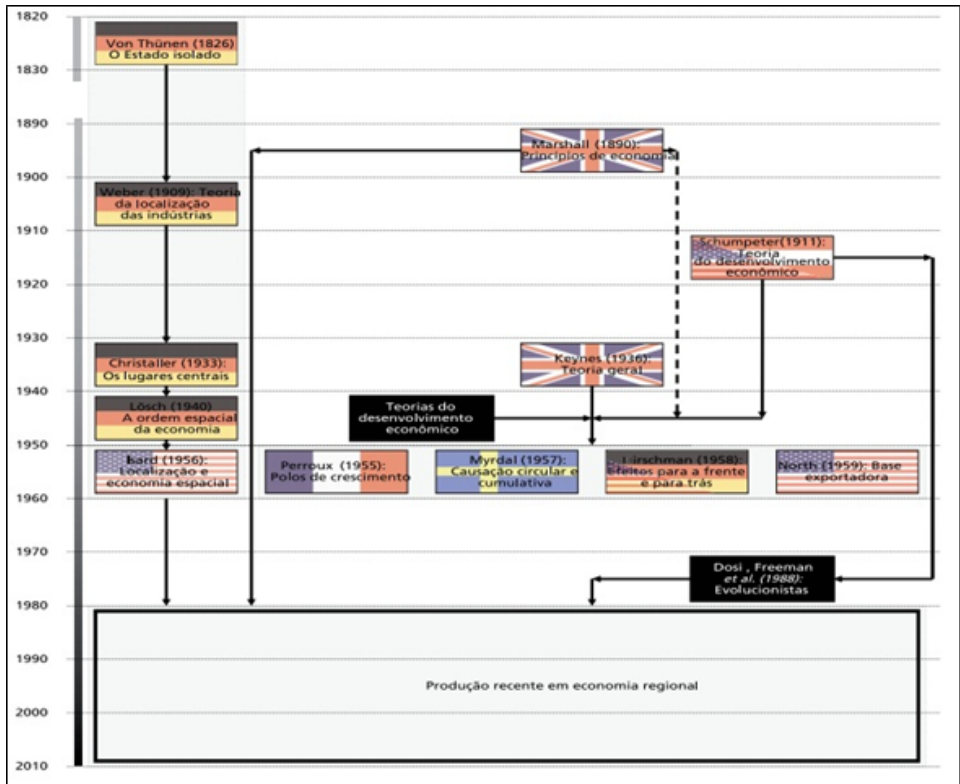 1820
Von Thünen (1826)
O Estado isolado
1830
1890
Marshall (1890):
Princípios de economia
1900
Weber (1909): Teoria
da localização
das indústrias
1910
Schumpeter(1911):
Teoria
do desenvolvimento
econômico
1920
1930
Christaller (1933):
Os lugares centrais
Keynes (1936):
Teoria geral
1940
Lösch (1940)
A ordem espacial
da economia
Teorias do
desenvolvimento
econômico
1950
Isard (1956):
Localização e
economia espacial
Perroux (1955):
Polos de crescimento
Myrdal (1957):
Causação circular e
cumulativa
Hirschman (1958):
Efeitos para a frente
e para trás
North (1959): Base
exportadora
1960
1970
Dosi , Freeman
et al. (1988):
Evolucionistas
1980
1990
Produção recente em economia regional
2000
2010